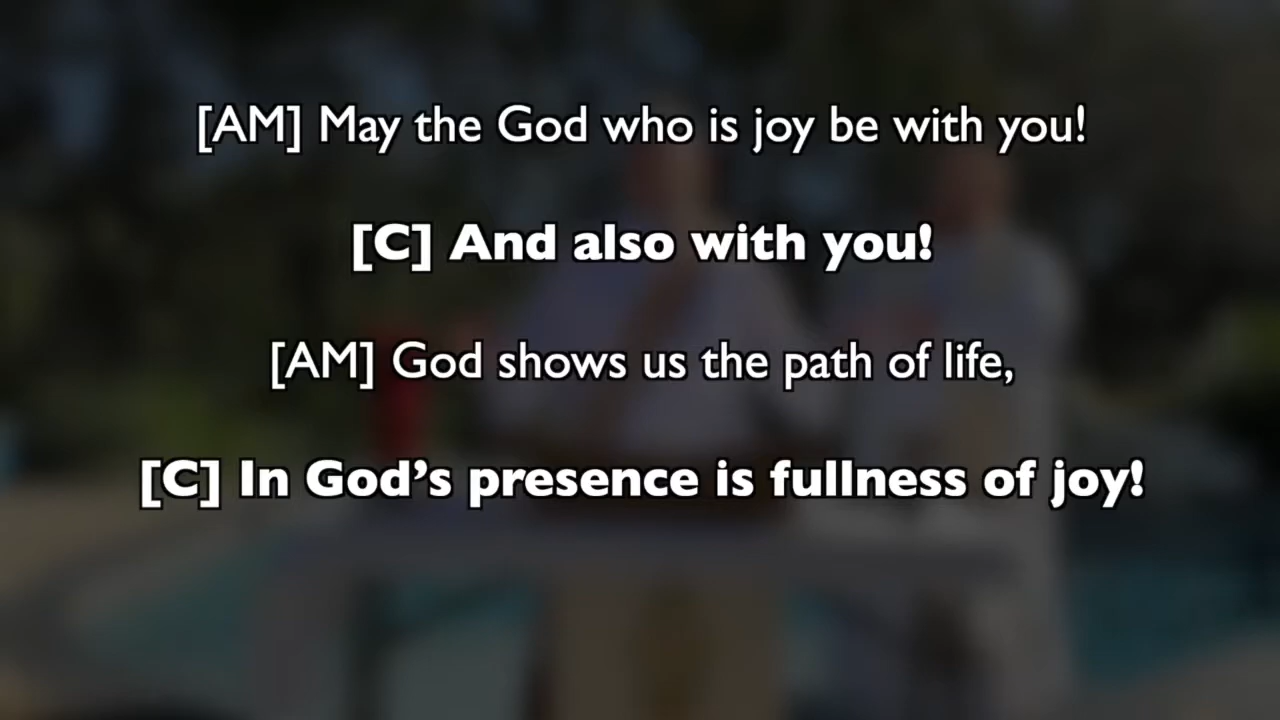 [AM] May the God who is joy be with you!
[C] And also with you!
[AM] God shows us the path of life,
[C] In God’s presence is fullness of joy!